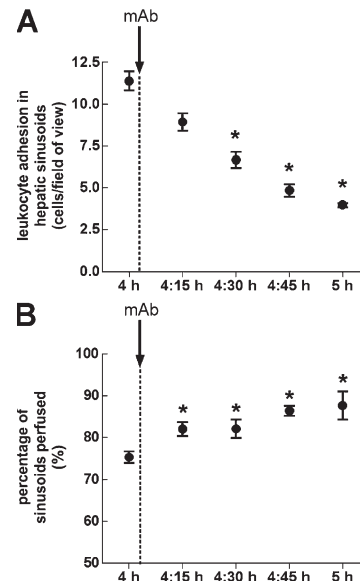 A
mAb
leukocyte adhesion in
hepatic sinusoids
(cells/field of view)
12.5
10.0
7.5
5.0
2.5
0.0
*
*
*
4 h
4:15 h
4:30 h
4:45 h
5 h
B
mAb
percentage of
sinusoids perfused
(%)
100
90
80
70
60
50
*
*
*
*
4 h
4:15 h
4:30 h
4:45 h
5 h